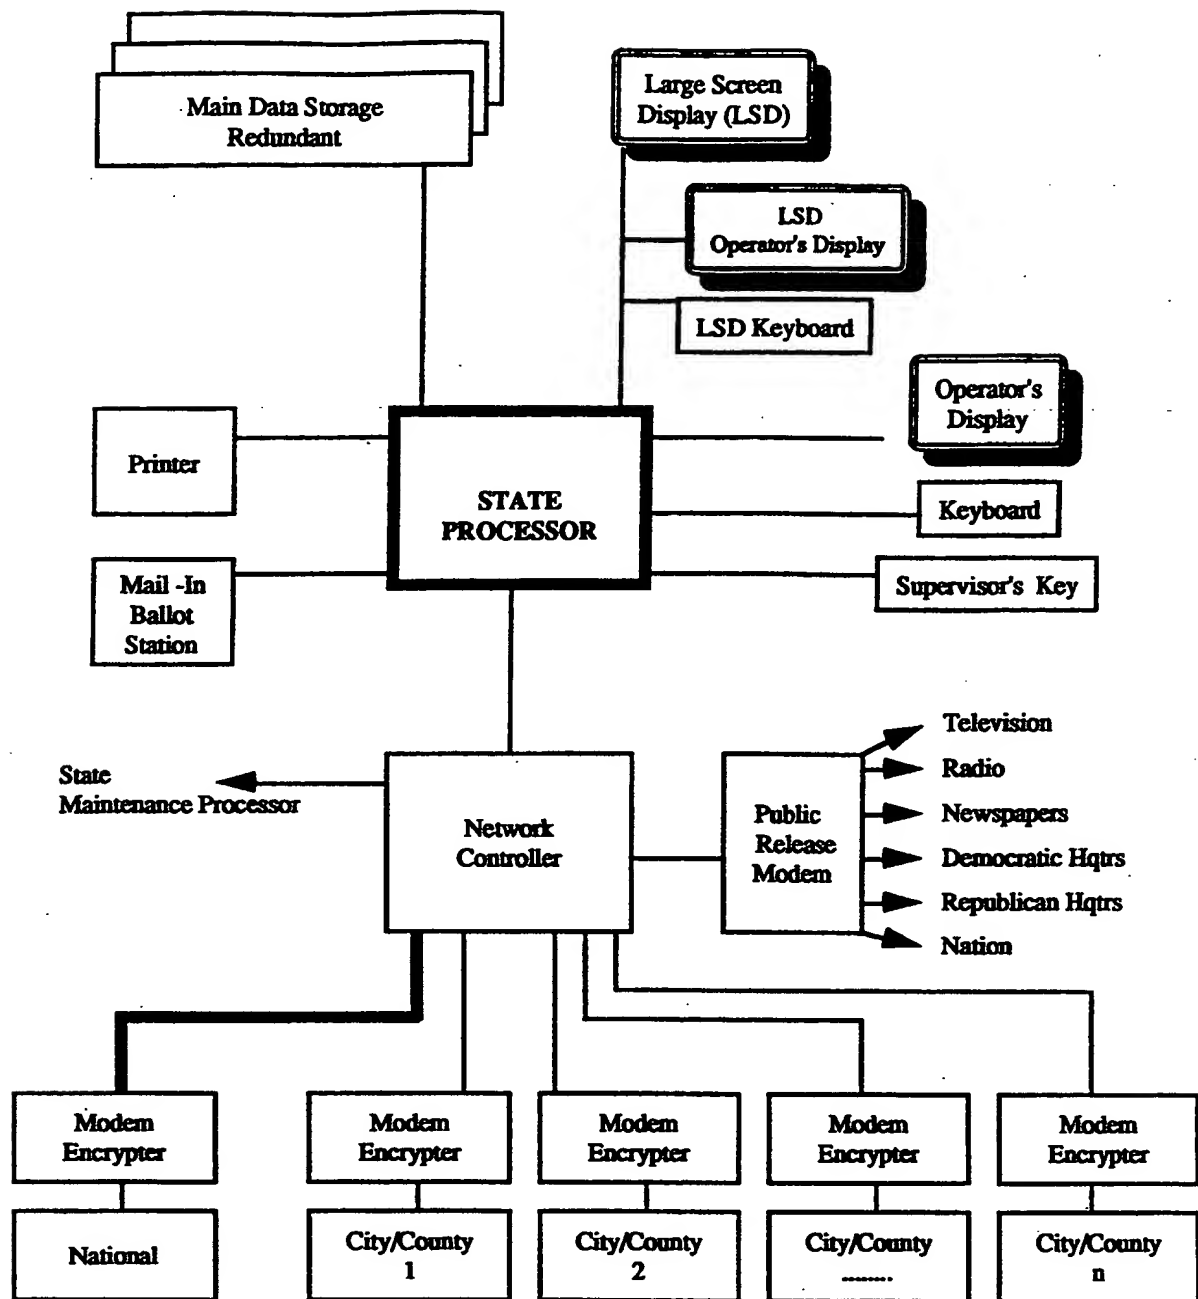 Main Data Storage
Redundant
Large Screen
Display (LSD)
LSD
Operator's Display
LSD Keyboard
Operator's
Display
Printer
STATE
PROCESSOR
Keyboard
Mail -In
Ballot
Station
Supervisor's Key
State
Maintenance Processor
Network
Controller
Public
Release
Modem
Television
Radio
Newspapers
Democratic Hqtrs
Republican Hqtrs
Nation
Modem
Encrypter
Modem
Encrypter
Modem
Encrypter
Modem
Encrypter
Modem
Encrypter
National
City/County
1
City/County
2
City/County
........
City/County
n